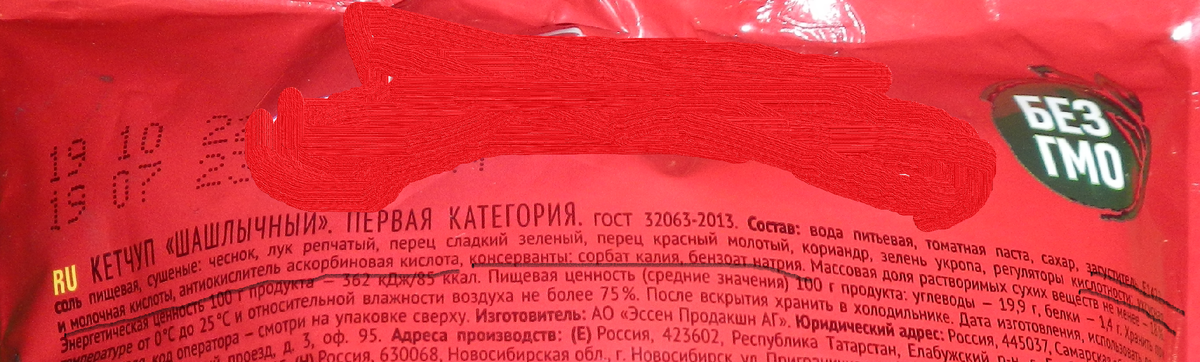 19 10
19 07
БЕЗ
ГМО
RU КЕТЧУП «ШАШЛЫЧНЫЙ». ПЕРВАЯ КАТЕГОРИЯ. ГОСТ 32063-2013. Состав: вода питьевая, томатная паста, сахар, загуститель
соль пищевая, сушеные: чеснок, лук репчатый, перец сладкий зеленый, перец красный молотый, кориандр, зелень укропа, регуляторы кислотности
и молочная кислоты, антиокислитель аскорбиновая кислота, консерванты: сорбат калия, бензоат натрия. Массовая доля растворимых сухих веществ не менее
Энергетическая ценность 100 г продукта – 362 кДж/85 ккал. Пищевая ценность (средние значения) 100 г продукта: углеводы – 19,9 г, белки – 1,4 г. Хранить
температуре от 0°С до 25°С и относительной влажности воздуха не более 75%. После вскрытия хранить в холодильнике. Дата изготовления, использовать
код оператора – смотри на упаковке сверху. Изготовитель: АО «Эссен Продакшн АГ». Юридический адрес: Россия, 445037, Самарс
проезд, д. 3, оф. 95. Адреса производств: (Е) Россия, 423602, Республика Татарстан, Елабужский
Россия, 630068, Новосибирская обл., г. Новосибирск